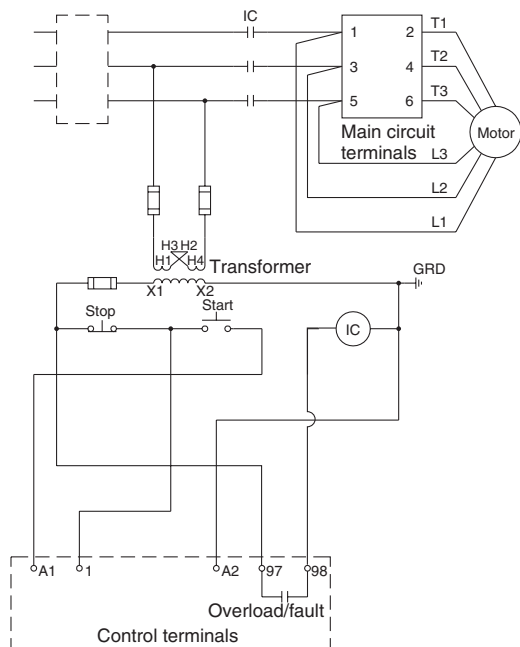 IC
1 2 T1
3 4 T2
5 6 T3
Motor
Main circuit
terminals
L3
L2
L1
H3 H2
H1 H4
Transformer
X1 X2
GRD
Stop
Start
IC
A1 1 A2 97 98
Overload/fault
Control terminals